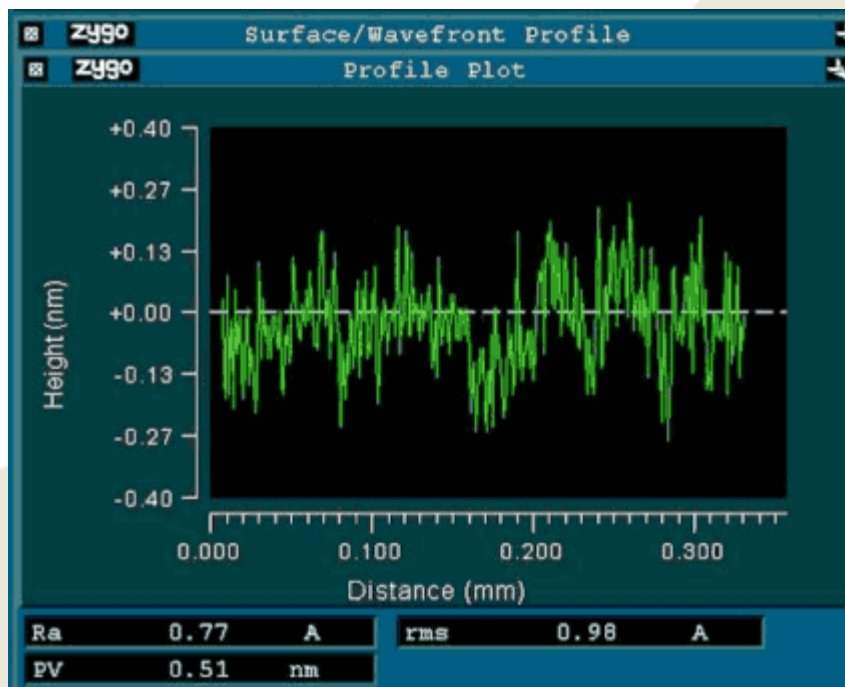 zygo Surface/Wavefront Profile
zygo Profile Plot
+0.40
+0.27
+0.13
+0.00
-0.13
-0.27
-0.40
Height (nm)
0.000 0.100 0.200 0.300
Distance (mm)
Ra 0.77 A rms 0.98 A
PV 0.51 nm